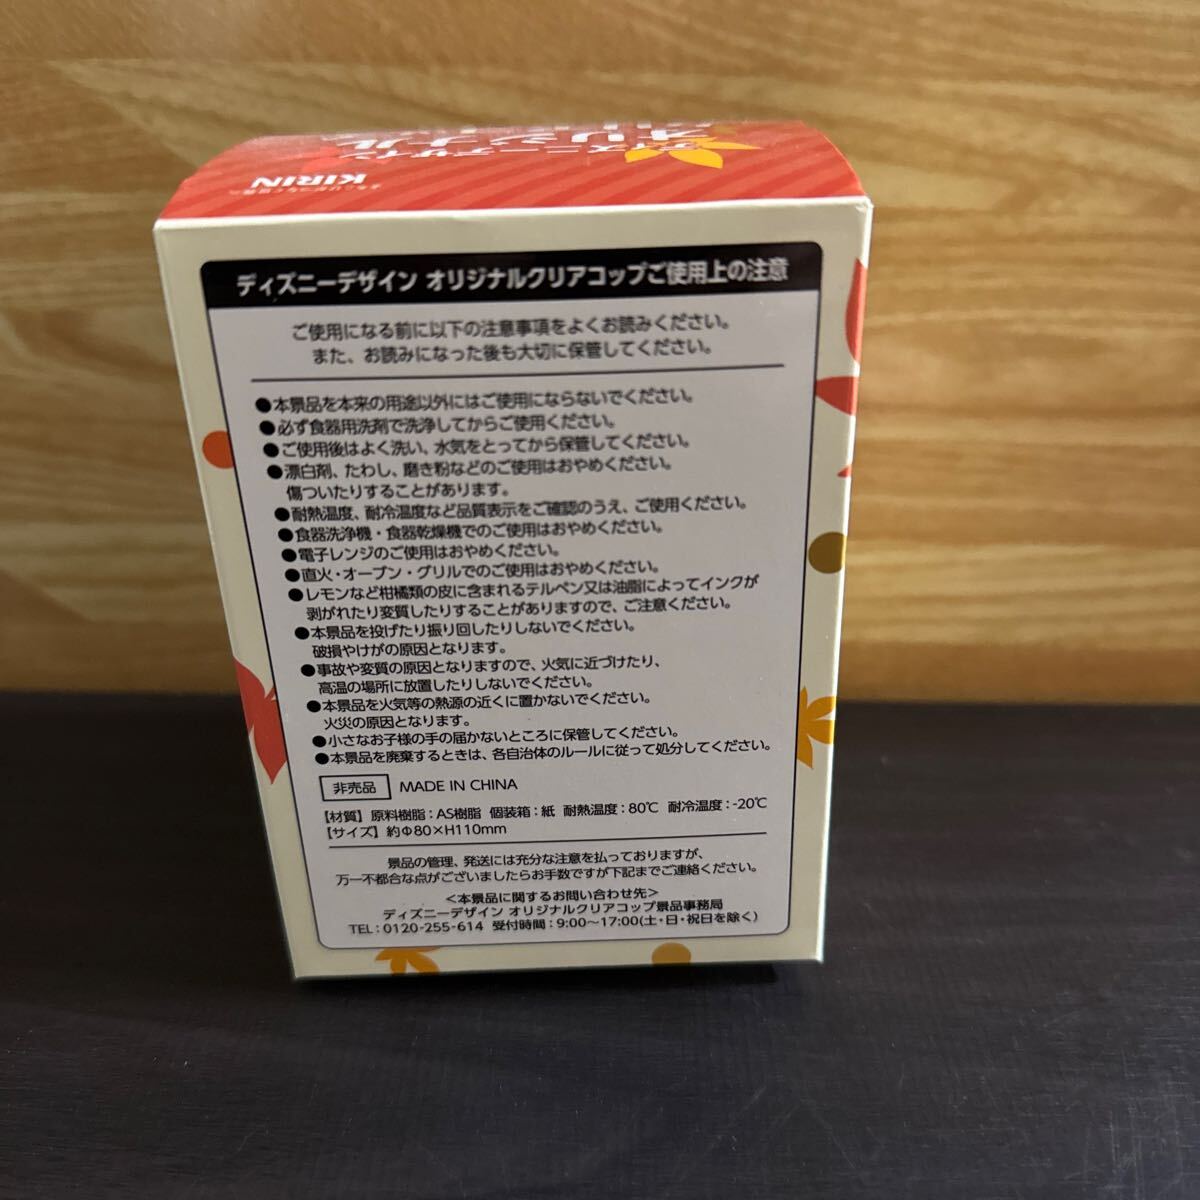 ディズニーデザイン
オリジナル
KIRIN
ディズニーデザイン オリジナルクリアコップご使用上の注意
ご使用になる前に以下の注意事項をよくお読みください。
また、お読みになった後も大切に保管してください。
●本景品を本来の用途以外にはご使用にならないでください。
●必ず食器用洗剤で洗浄してからご使用ください。
●ご使用後はよく洗い、水気をとってから保管してください。
●漂白剤、たわし、磨き粉などのご使用はおやめください。
傷ついたりすることがあります。
●耐熱温度、耐冷温度など品質表示をご確認のうえ、ご使用ください。
●食器洗浄機・食器乾燥機でのご使用はおやめください。
●電子レンジのご使用はおやめください。
●直火・オーブン・グリルでのご使用はおやめください。
●レモンなど柑橘類の皮に含まれるテルペン又は油脂によってインクが
剥がれたり変質したりすることがありますので、ご注意ください。
●本景品を投げたり振り回したりしないでください。
破損やけがの原因となります。
●事故や変質の原因となりますので、火気に近づけたり、
高温の場所に放置したりしないでください。
●本景品を火気等の熱源の近くに置かないでください。
火災の原因となります。
●小さなお子様の手の届かないところに保管してください。
●本景品を廃棄するときは、各自治体のルールに従って処分してください。
非売品 MADE IN CHINA
【材質】原料樹脂：AS樹脂 個装箱：紙 耐熱温度：80℃ 耐冷温度：-20℃
【サイズ】約Φ80×H110mm
景品の管理、発送には充分な注意を払っておりますが、
万一不都合な点がございましたらお手数ですが下記までご連絡ください。
＜本景品に関するお問い合わせ先＞
ディズニーデザイン オリジナルクリアコップ景品事務局
TEL：0120-255-614 受付時間：9:00～17:00(土・日・祝日を除く)